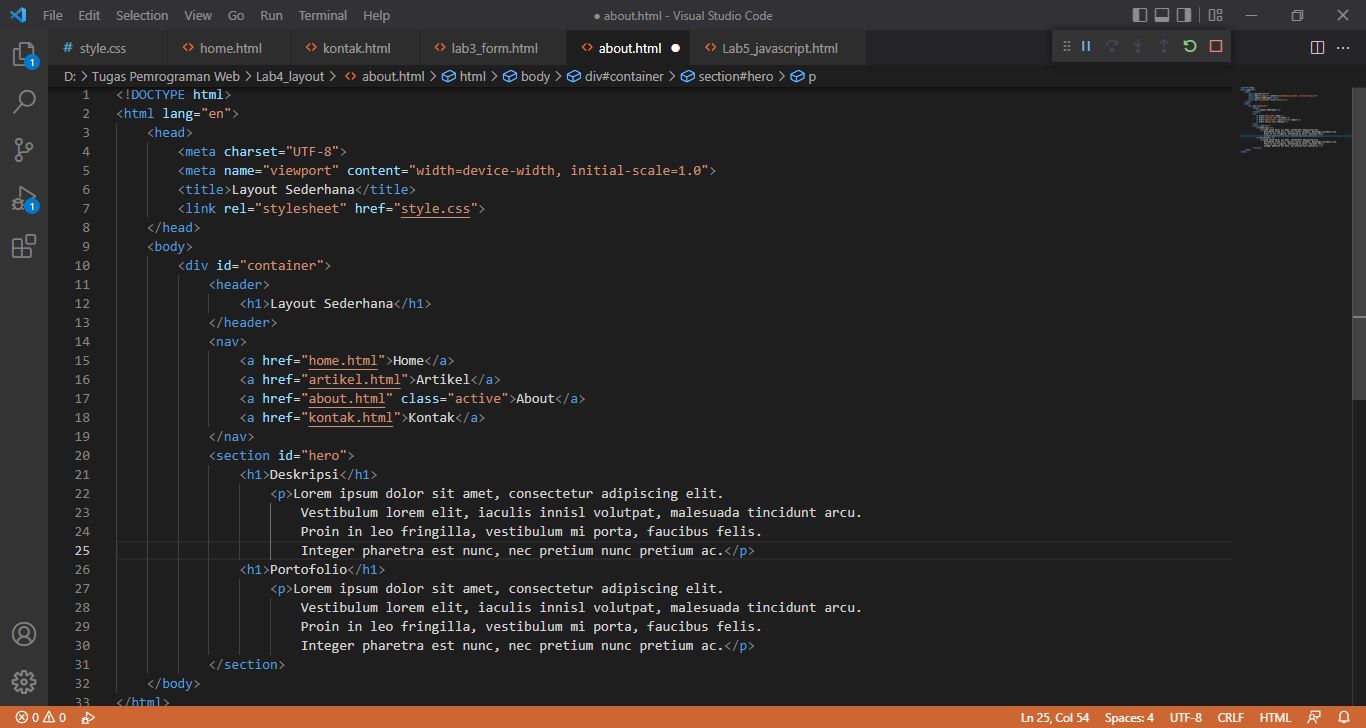 File Edit Selection View Go Run Terminal Help ● about.html - Visual Studio Code
# style.css <> home.html <> kontak.html <> lab3_form.html <> about.html ● <> Lab5_javascript.html
D: > Tugas Pemrograman Web > Lab4_layout > <> about.html > html > body > div#container > section#hero > p
1 <!DOCTYPE html>
2 <html lang="en">
3 <head>
4 <meta charset="UTF-8">
5 <meta name="viewport" content="width=device-width, initial-scale=1.0">
6 <title>Layout Sederhana</title>
7 <link rel="stylesheet" href="style.css">
8 </head>
9 <body>
10 <div id="container">
11 <header>
12 <h1>Layout Sederhana</h1>
13 </header>
14 <nav>
15 <a href="home.html">Home</a>
16 <a href="artikel.html">Artikel</a>
17 <a href="about.html" class="active">About</a>
18 <a href="kontak.html">Kontak</a>
19 </nav>
20 <section id="hero">
21 <h1>Deskripsi</h1>
22 <p>Lorem ipsum dolor sit amet, consectetur adipiscing elit.
23 Vestibulum lorem elit, iaculis innisl volutpat, malesuada tincidunt arcu.
24 Proin in leo fringilla, vestibulum mi porta, faucibus felis.
25 Integer pharetra est nunc, nec pretium nunc pretium ac.</p>
26 <h1>Portofolio</h1>
27 <p>Lorem ipsum dolor sit amet, consectetur adipiscing elit.
28 Vestibulum lorem elit, iaculis innisl volutpat, malesuada tincidunt arcu.
29 Proin in leo fringilla, vestibulum mi porta, faucibus felis.
30 Integer pharetra est nunc, nec pretium nunc pretium ac.</p>
31 </section>
32 </body>
33 </html>
1
1
0 0 Ln 25, Col 54 Spaces: 4 UTF-8 CRLF HTML